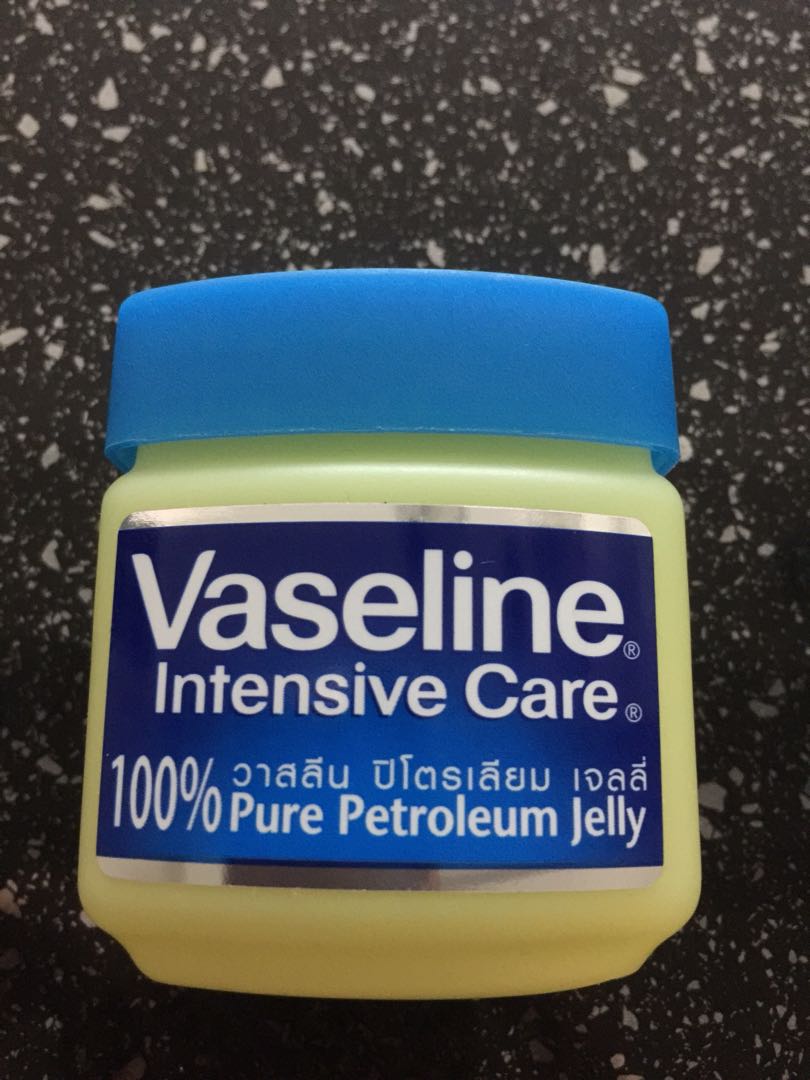 Vaseline®
Intensive Care®
100% วาสลีน ปิโตรเลียม เจลลี่
Pure Petroleum Jelly